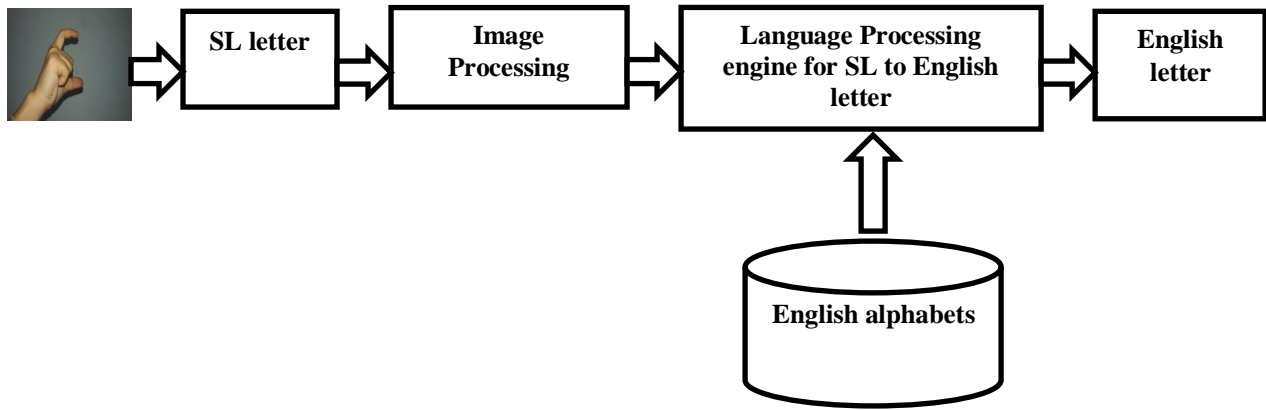 SL letter
Image
Processing
Language Processing
engine for SL to English
letter
English
letter
English alphabets